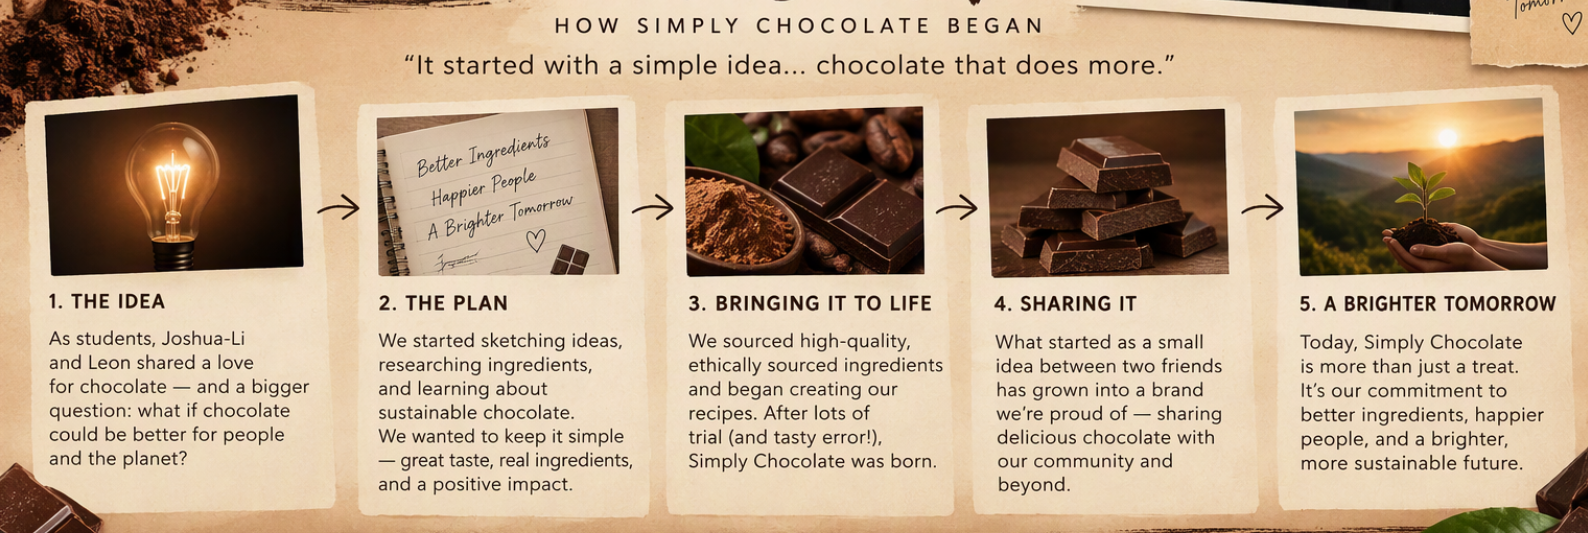 HOW SIMPLY CHOCOLATE BEGAN
“It started with a simple idea... chocolate that does more.”
Tomorr
Better Ingredients
Happier People
A Brighter Tomorrow
1. THE IDEA
As students, Joshua-Li
and Leon shared a love
for chocolate — and a bigger
question: what if chocolate
could be better for people
and the planet?
2. THE PLAN
We started sketching ideas,
researching ingredients,
and learning about
sustainable chocolate.
We wanted to keep it simple
— great taste, real ingredients,
and a positive impact.
3. BRINGING IT TO LIFE
We sourced high-quality,
ethically sourced ingredients
and began creating our
recipes. After lots of
trial (and tasty error!),
Simply Chocolate was born.
4. SHARING IT
What started as a small
idea between two friends
has grown into a brand
we’re proud of — sharing
delicious chocolate with
our community and
beyond.
5. A BRIGHTER TOMORROW
Today, Simply Chocolate
is more than just a treat.
It’s our commitment to
better ingredients, happier
people, and a brighter,
more sustainable future.